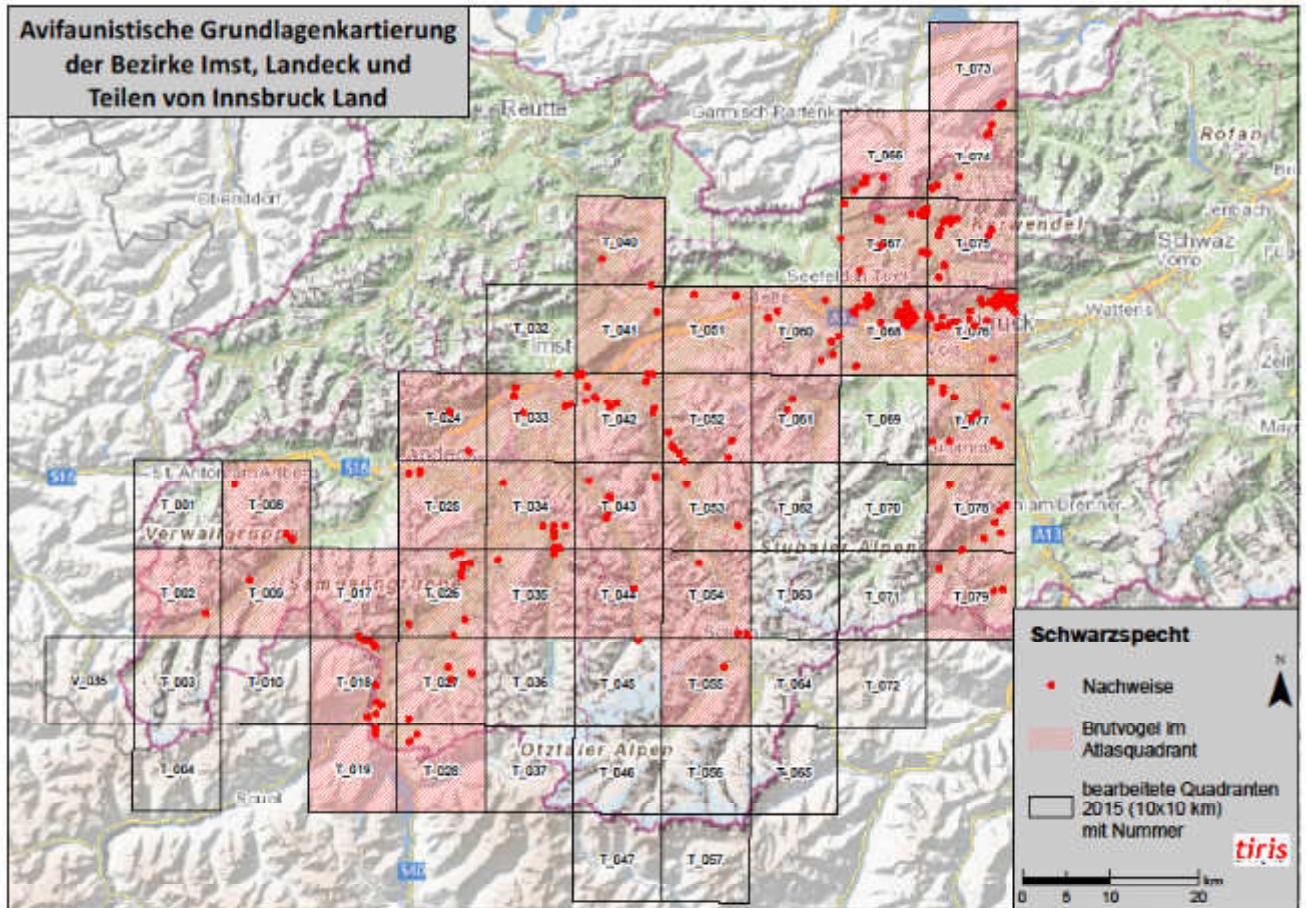 Avifaunistische Grundlagenkartierung
der Bezirke Imst, Landeck und
Teilen von Innsbruck Land
T_073
Reutte
Garmisch Partenkirchen
Rofan
T_066
T_074
Jenbach
T_040
T_067
Karwendel
T_075
Schwaz
Vomp
Seefeld in Tirol
T_032
Imst
T_041
T_051
Telfs
T_060
T_068
T_076
Wattens
T_024
T_033
T_042
T_052
T_061
T_069
T_077
Landeck
St. Anton am Arlberg
S16
S16
T_001
T_008
T_025
T_034
T_043
T_053
T_062
T_070
T_078
Verwallgruppe
Stubaier Alpen
A13
T_002
T_009
Samnaungruppe
T_017
T_026
T_035
T_044
T_054
T_063
T_071
T_079
V_035
T_003
T_010
T_018
T_027
T_036
T_045
T_055
T_064
T_072
T_004
T_019
T_028
Ötztaler Alpen
T_037
T_046
T_056
T_065
T_047
T_057
Schwarzspecht
N
Nachweise
Brutvogel im
Atlasquadrant
bearbeitete Quadranten
2015 (10x10 km)
mit Nummer
tiris
km
0 5 10 20